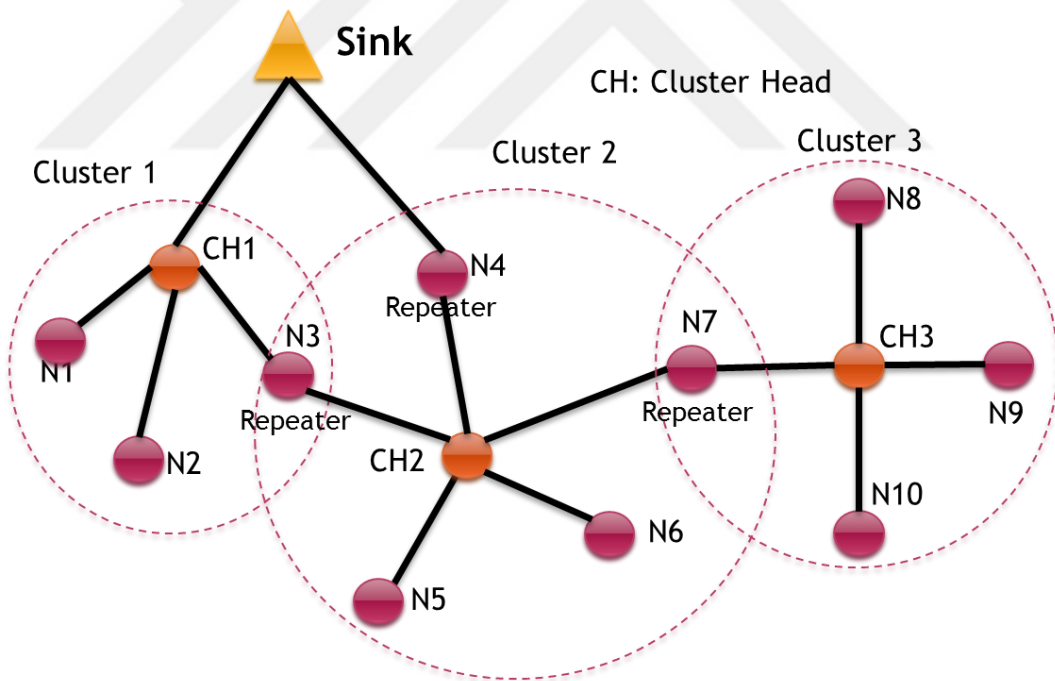 Sink
CH: Cluster Head
Cluster 1
Cluster 2
Cluster 3
N8
CH1
N4
Repeater
N3
Repeater
N7
Repeater
CH3
N1
N9
N2
CH2
N10
N6
N5